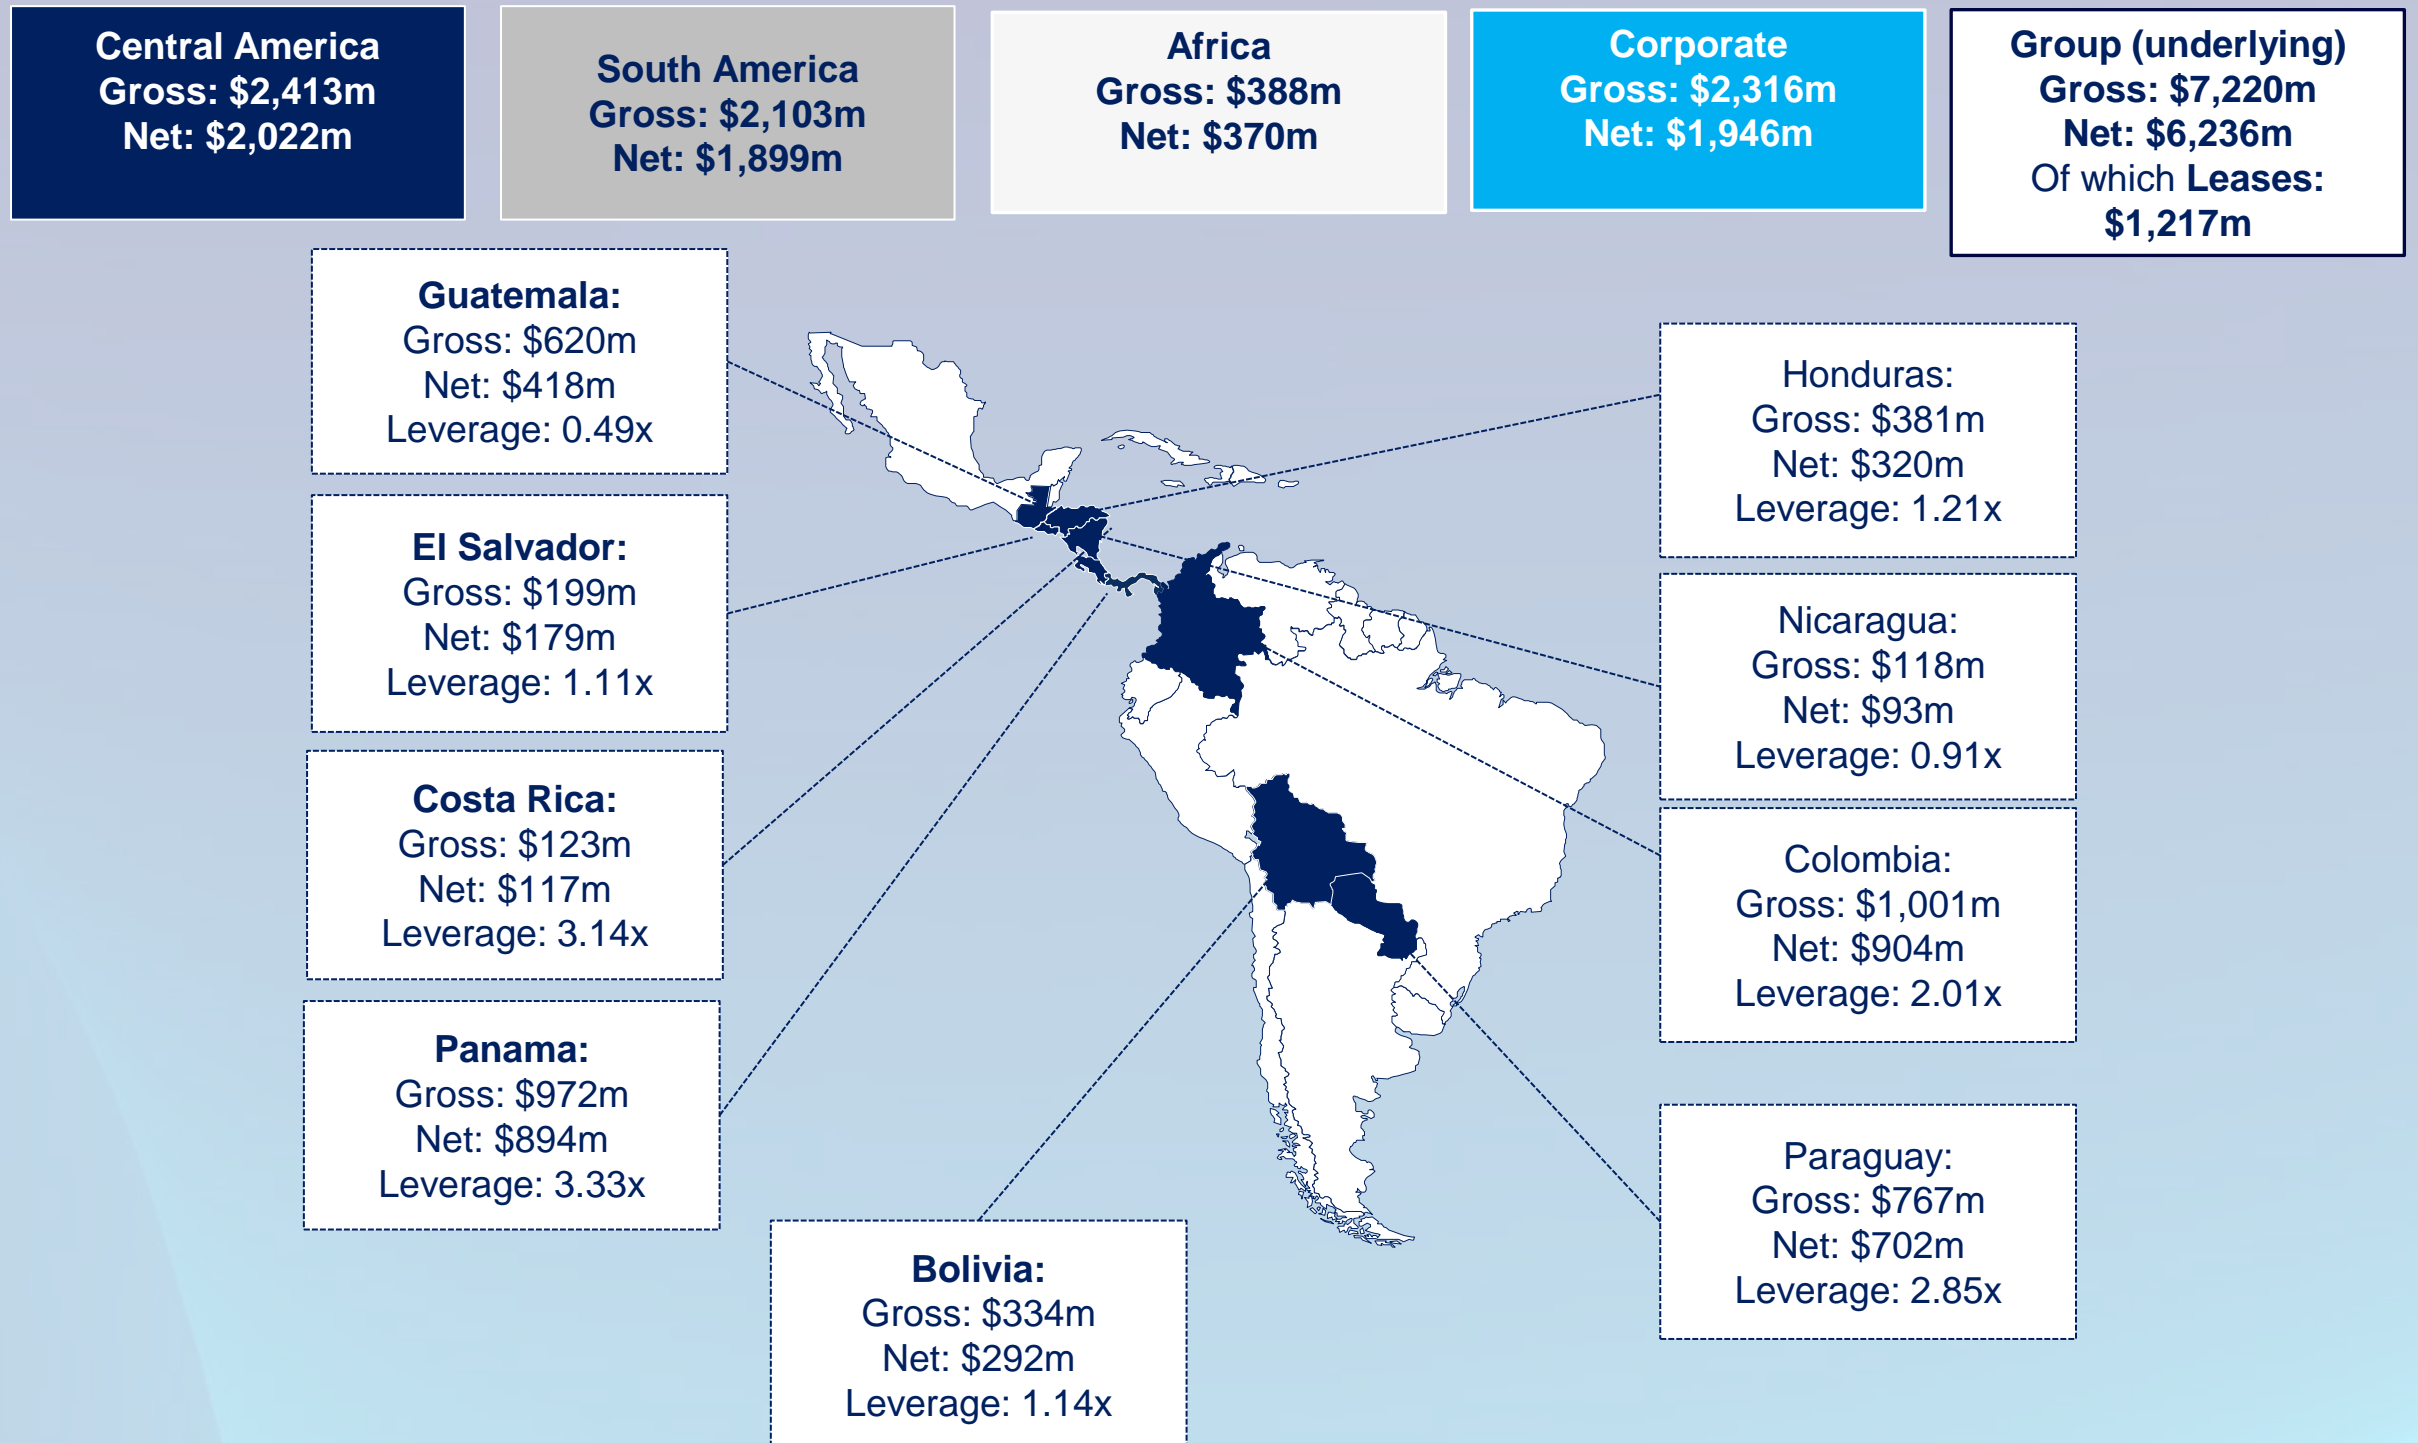 Central America
Gross: $2,413m
Net: $2,022m
South America
Gross: $2,103m
Net: $1,899m
Africa
Gross: $388m
Net: $370m
Corporate
Gross: $2,316m
Net: $1,946m
Group (underlying)
Gross: $7,220m
Net: $6,236m
Of which Leases:
$1,217m
Guatemala:
Gross: $620m
Net: $418m
Leverage: 0.49x
El Salvador:
Gross: $199m
Net: $179m
Leverage: 1.11x
Costa Rica:
Gross: $123m
Net: $117m
Leverage: 3.14x
Panama:
Gross: $972m
Net: $894m
Leverage: 3.33x
Bolivia:
Gross: $334m
Net: $292m
Leverage: 1.14x
Honduras:
Gross: $381m
Net: $320m
Leverage: 1.21x
Nicaragua:
Gross: $118m
Net: $93m
Leverage: 0.91x
Colombia:
Gross: $1,001m
Net: $904m
Leverage: 2.01x
Paraguay:
Gross: $767m
Net: $702m
Leverage: 2.85x